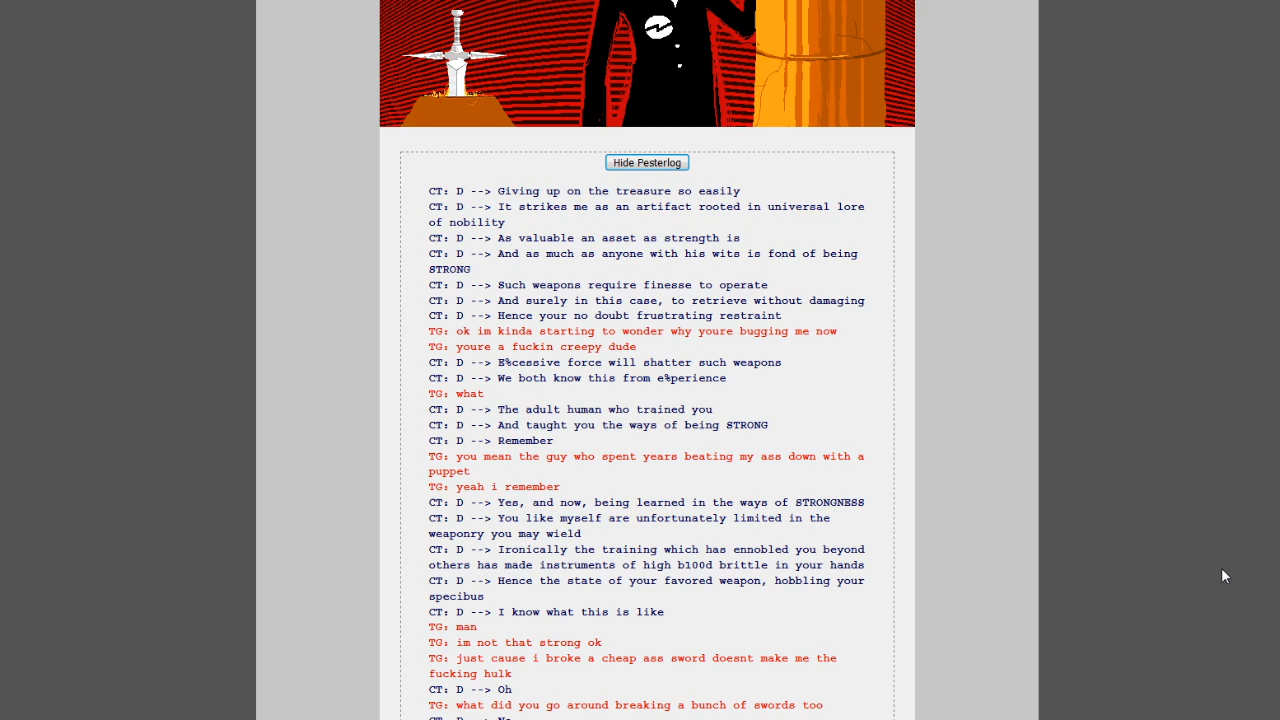 Hide Pesterlog
CT: D --> Giving up on the treasure so easily
CT: D --> It strikes me as an artifact rooted in universal lore
of nobility
CT: D --> As valuable an asset as strength is
CT: D --> And as much as anyone with his wits is fond of being
STRONG
CT: D --> Such weapons require finesse to operate
CT: D --> And surely in this case, to retrieve without damaging
CT: D --> Hence your no doubt frustrating restraint
TG: ok im kinda starting to wonder why youre bugging me now
TG: youre a fuckin creepy dude
CT: D --> E%cessive force will shatter such weapons
CT: D --> We both know this from e%perience
TG: what
CT: D --> The adult human who trained you
CT: D --> And taught you the ways of being STRONG
CT: D --> Remember
TG: you mean the guy who spent years beating my ass down with a
puppet
TG: yeah i remember
CT: D --> Yes, and now, being learned in the ways of STRONGNESS
CT: D --> You like myself are unfortunately limited in the
weaponry you may wield
CT: D --> Ironically the training which has ennobled you beyond
others has made instruments of high b100d brittle in your hands
CT: D --> Hence the state of your favored weapon, hobbling your
specibus
CT: D --> I know what this is like
TG: man
TG: im not that strong ok
TG: just cause i broke a cheap ass sword doesnt make me the
fucking hulk
CT: D --> Oh
TG: what did you go around breaking a bunch of swords too